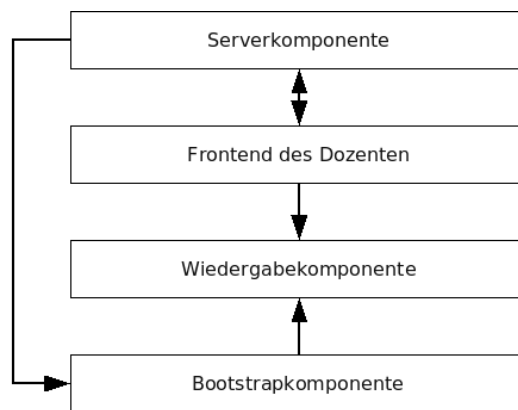 Serverkomponente
Frontend des Dozenten
Wiedergabekomponente
Bootstrapkomponente